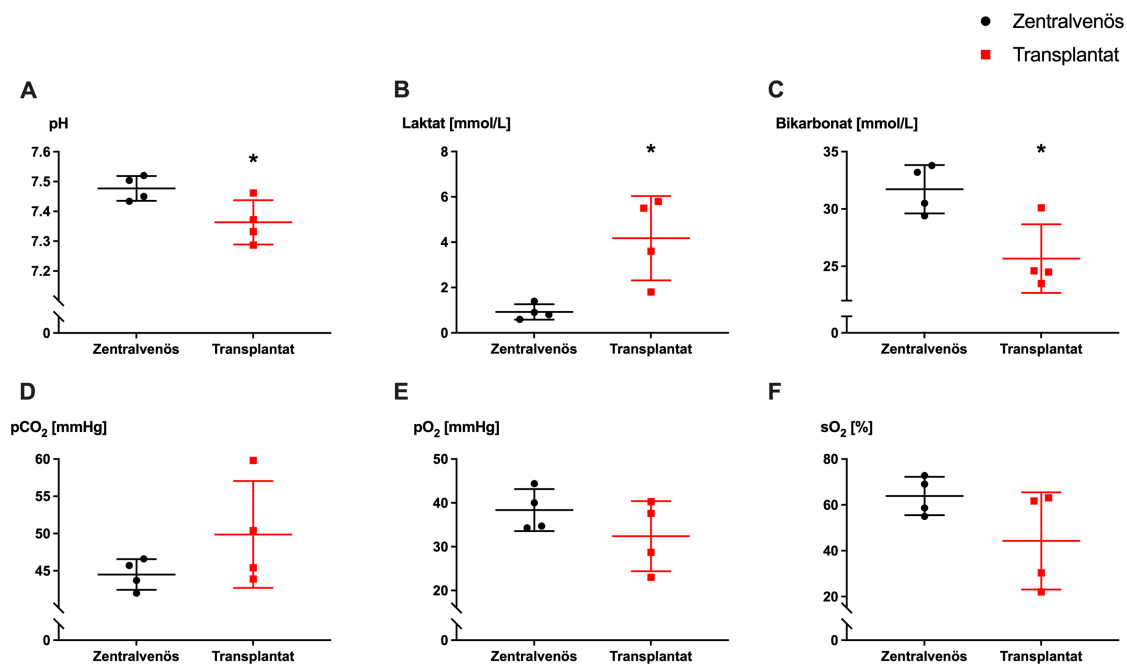 Zentralvenös
Transplantat
A
pH
7.6
7.5
7.4
7.3
7.2
0
*
Zentralvenös Transplantat
B
Laktat [mmol/L]
8
6
4
2
0
*
Zentralvenös Transplantat
C
Bikarbonat [mmol/L]
35
30
25
0
*
Zentralvenös Transplantat
D
pCO₂ [mmHg]
60
55
50
45
0
Zentralvenös Transplantat
E
pO₂ [mmHg]
50
40
30
20
0
Zentralvenös Transplantat
F
sO₂ [%]
80
60
40
20
0
Zentralvenös Transplantat